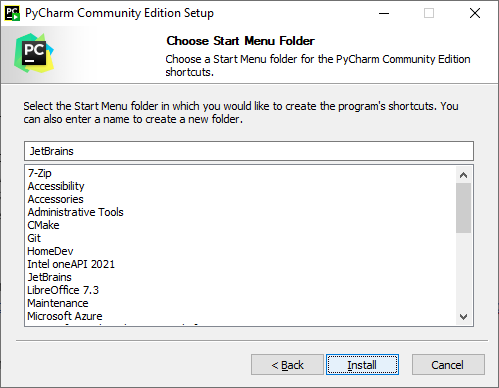 PyCharm Community Edition Setup
PC
Choose Start Menu Folder
Choose a Start Menu folder for the PyCharm Community Edition
shortcuts.
Select the Start Menu folder in which you would like to create the program's shortcuts. You
can also enter a name to create a new folder.
JetBrains
7-Zip
Accessibility
Accessories
Administrative Tools
CMake
Git
HomeDev
Intel oneAPI 2021
JetBrains
LibreOffice 7.3
Maintenance
Microsoft Azure
< Back
Install
Cancel